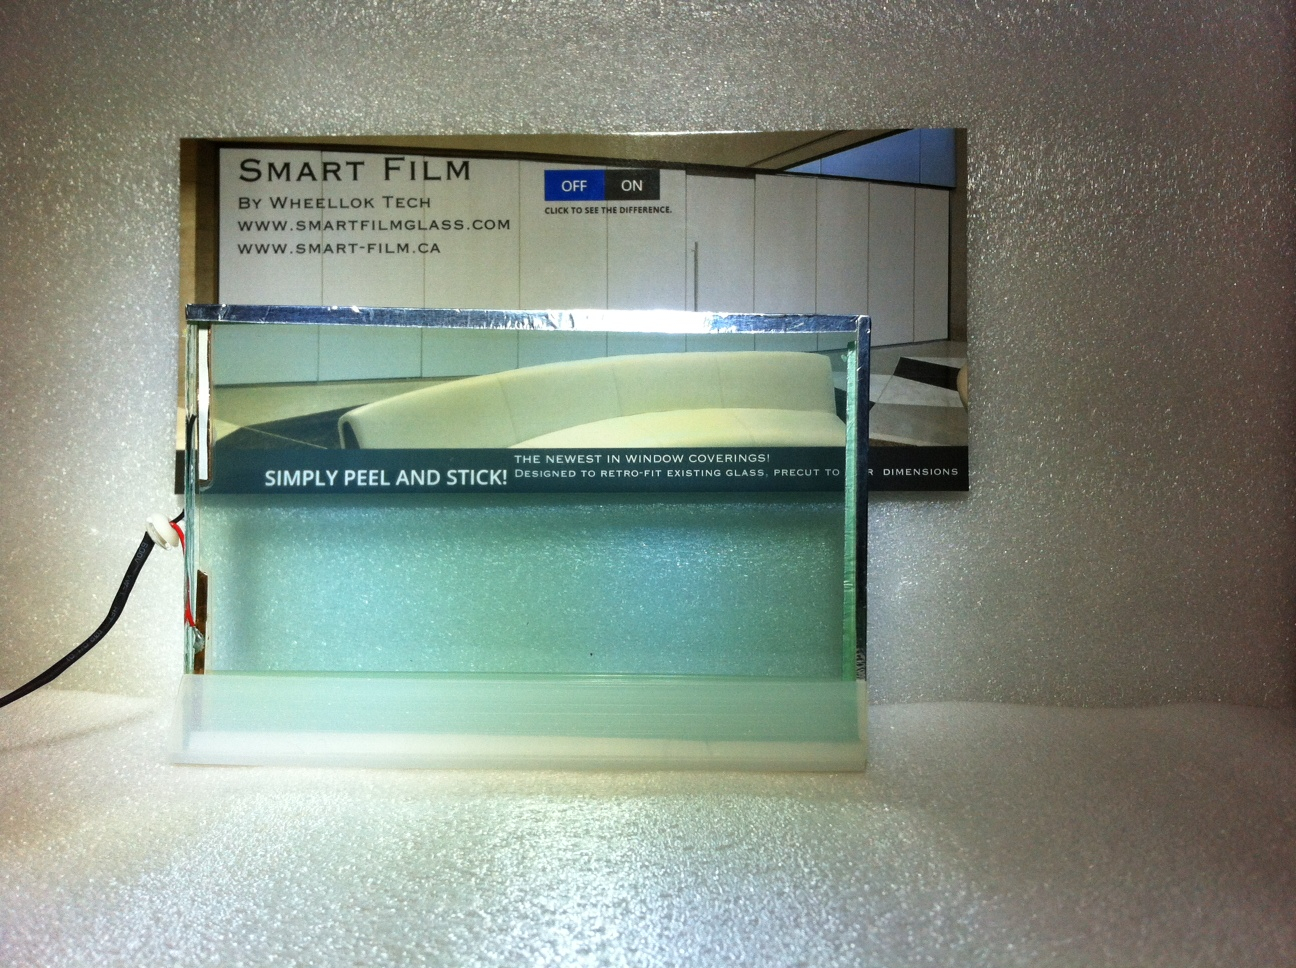 SMART FILM
BY WHEELLOK TECH
WWW.SMARTFILMGLASS.COM
WWW.SMART-FILM.CA
OFF ON
CLICK TO SEE THE DIFFERENCE.
SIMPLY PEEL AND STICK!
THE NEWEST IN WINDOW COVERINGS!
DESIGNED TO RETRO-FIT EXISTING GLASS, PRECUT TO DIMENSIONS